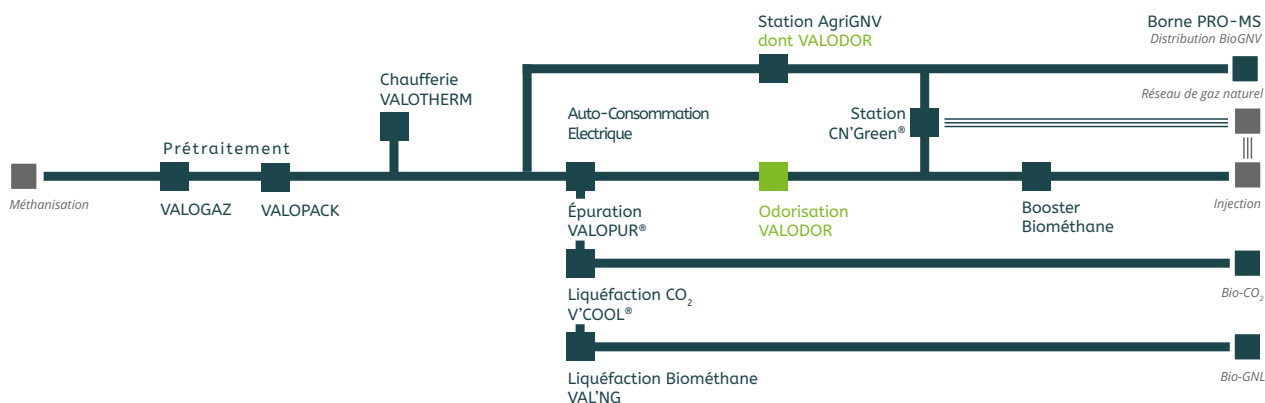 Station AgriGNV
dont VALODOR
Borne PRO-MS
Distribution BioGNV
Chaufferie
VALOTHERM
Réseau de gaz naturel
Auto-Consommation
Electrique
Station
CN'Green®
Prétraitement
Méthanisation
VALOGAZ
VALOPACK
Épuration
VALOPUR®
Odorisation
VALODOR
Booster
Biométhane
Injection
Liquéfaction CO₂
V'COOL®
Bio-CO₂
Liquéfaction Biométhane
VAL'NG
Bio-GNL